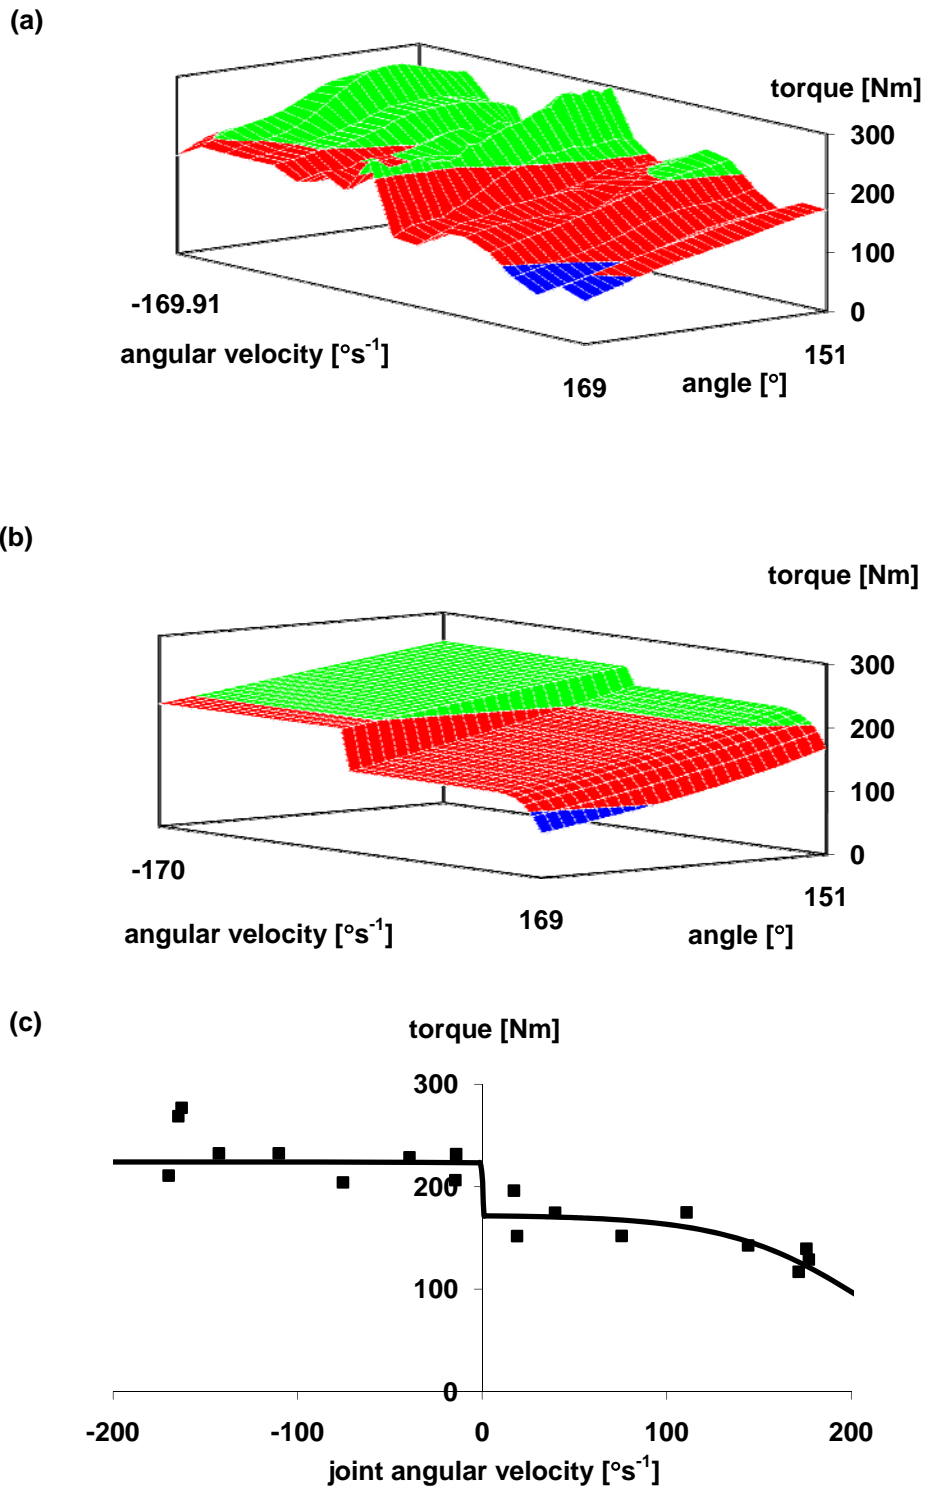 (a)
torque [Nm]
300
200
100
0
-169.91
angular velocity [°s-1]
169
angle [°]
151
(b)
torque [Nm]
300
200
100
0
-170
angular velocity [°s-1]
169
angle [°]
151
(c)
torque [Nm]
300
200
100
0
-200 -100 0 100 200
joint angular velocity [°s-1]